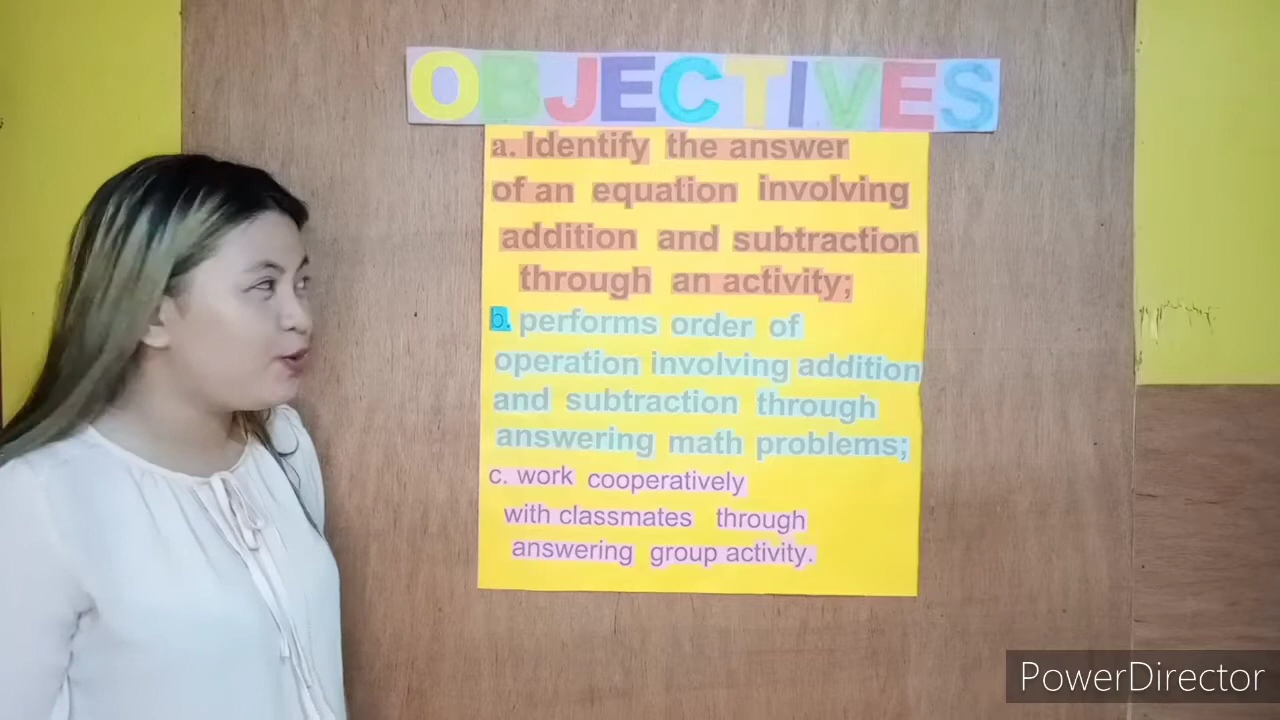 OBJECTIVES
a. Identify the answer
of an equation involving
addition and subtraction
through an activity;
b. performs order of
operation involving addition
and subtraction through
answering math problems;
c. work cooperatively
with classmates through
answering group activity.
PowerDirector